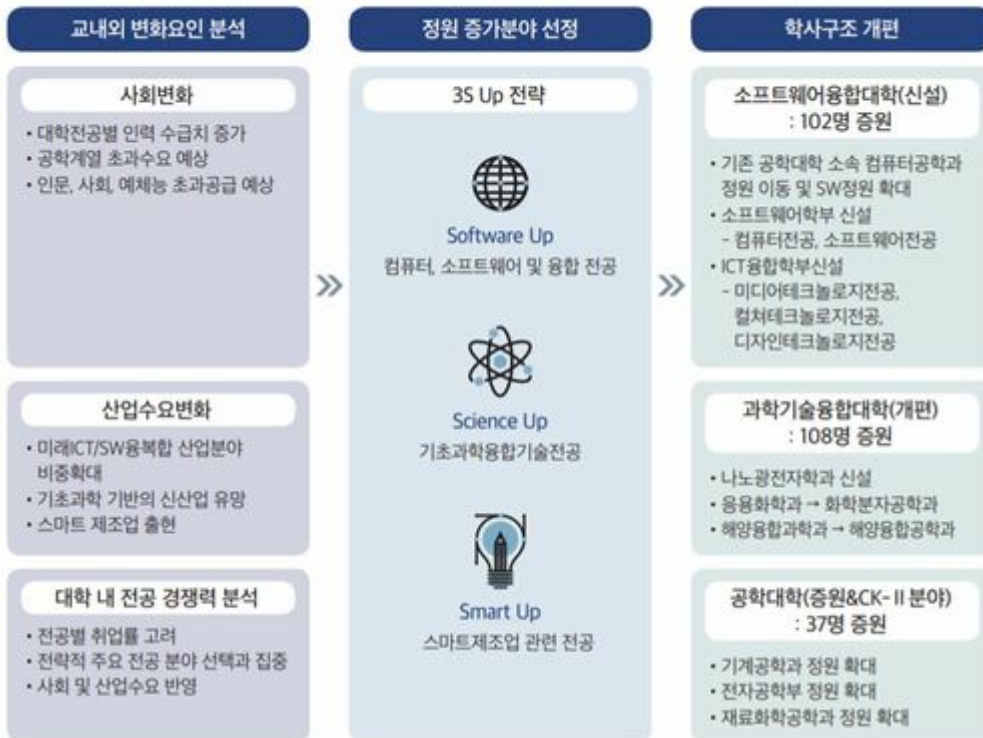 교내외 변화요인 분석
사회변화
• 대학전공별 인력 수급치 증가
• 공학계열 초과수요 예상
• 인문, 사회, 예체능 초과공급 예상
산업수요변화
• 미래ICT/SW융복합 산업분야
비중확대
• 기초과학 기반의 신산업 유망
• 스마트 제조업 출현
대학 내 전공 경쟁력 분석
• 전공별 취업률 고려
• 전략적 주요 전공 분야 선택과 집중
• 사회 및 산업수요 반영
정원 증가분야 선정
3S Up 전략
Software Up
컴퓨터, 소프트웨어 및 융합 전공
Science Up
기초과학융합기술전공
Smart Up
스마트제조업 관련 전공
학사구조 개편
소프트웨어융합대학(신설)
: 102명 증원
• 기존 공학대학 소속 컴퓨터공학과
정원 이동 및 SW정원 확대
• 소프트웨어학부 신설
- 컴퓨터전공, 소프트웨어전공
• ICT융합학부신설
- 미디어테크놀로지전공,
컬쳐테크놀로지전공,
디자인테크놀로지전공
과학기술융합대학(개편)
: 108명 증원
• 나노광전자학과 신설
• 응용화학과 → 화학분자공학과
• 해양융합과학과 → 해양융합공학과
공학대학(증원&CK-Ⅱ분야)
: 37명 증원
• 기계공학과 정원 확대
• 전자공학부 정원 확대
• 재료화학공학과 정원 확대